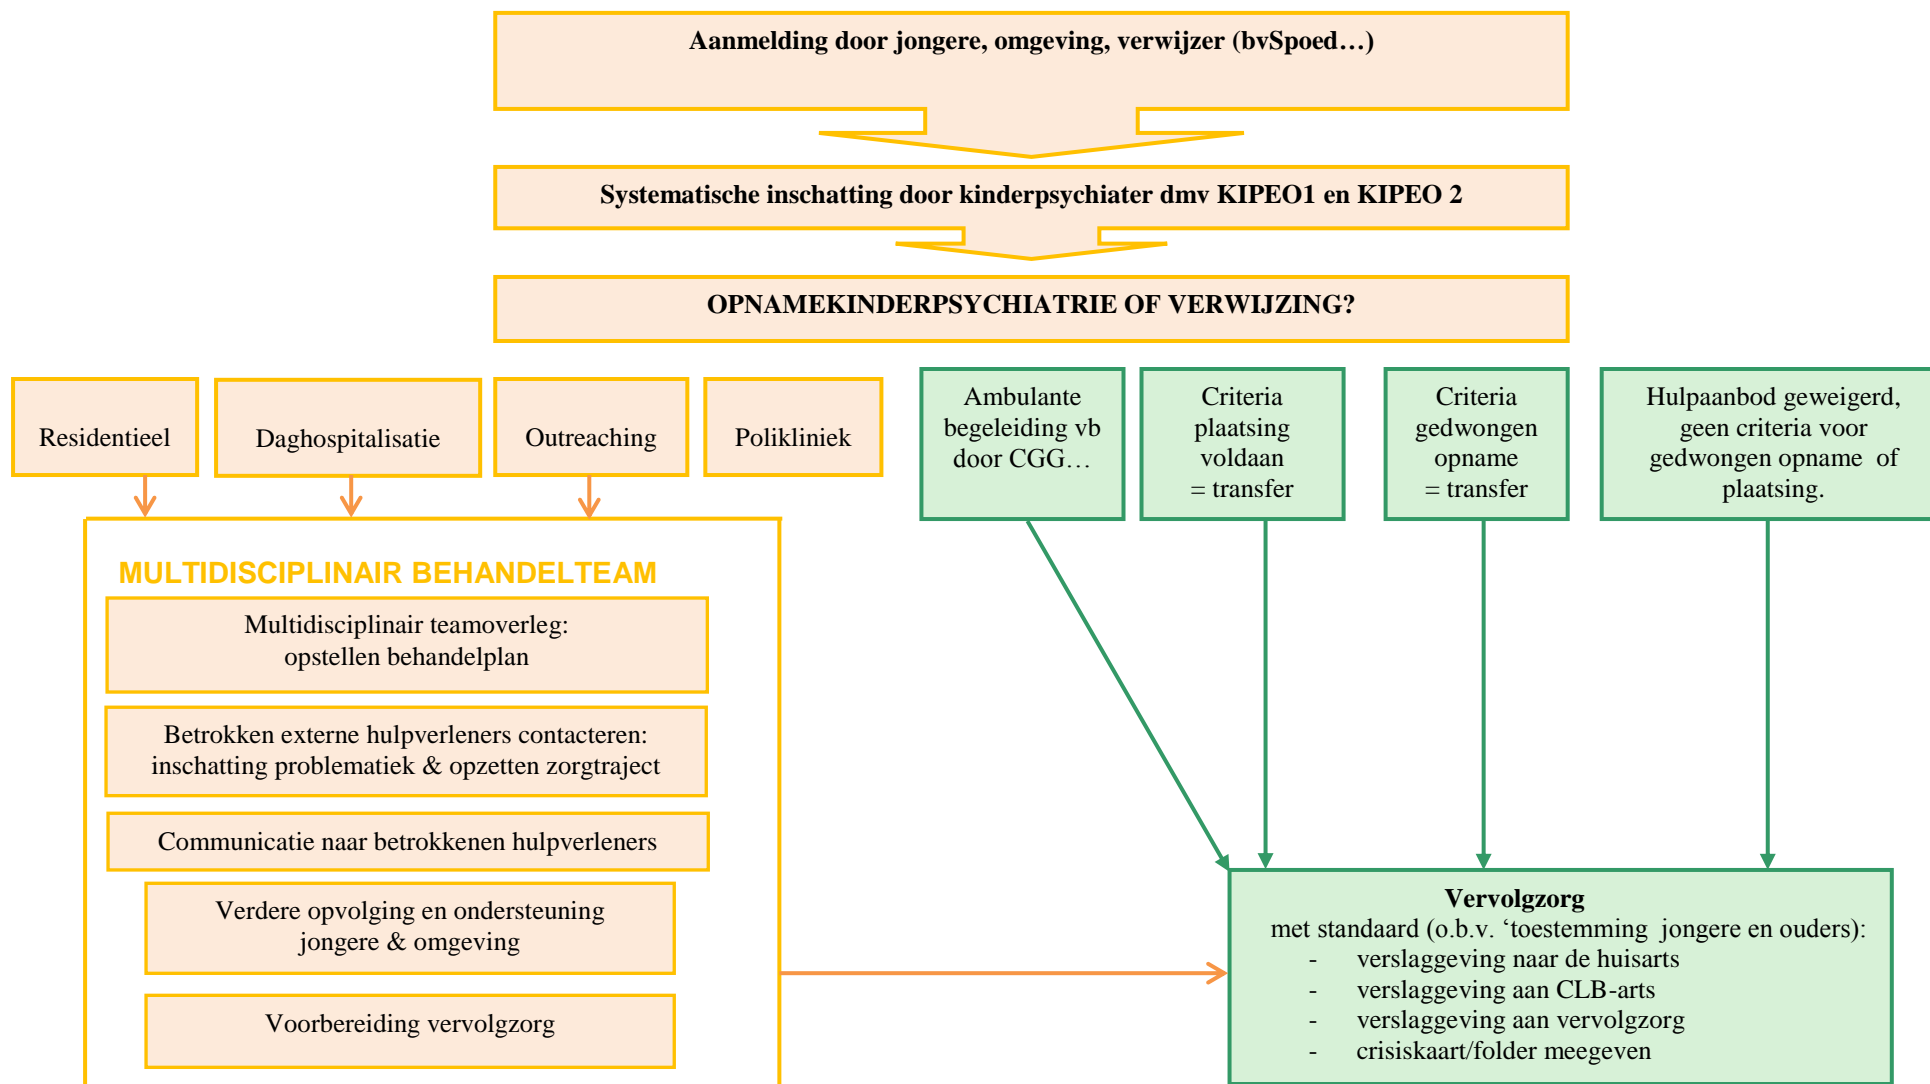 Aanmelding door jongere, omgeving, verwijzer (bvSpoed…)
Systematische inschatting door kinderpsychiater dmv KIPEO1 en KIPEO 2
OPNAMEKINDERPSYCHIATRIE OF VERWIJZING?
Residentieel
Daghospitalisatie
Outreaching
Polikliniek
Ambulante
begeleiding vb
door CGG…
Criteria
plaatsing
voldaan
= transfer
Criteria
gedwongen
opname
= transfer
Hulpaanbod geweigerd,
geen criteria voor
gedwongen opname of
plaatsing.
MULTIDISCIPLINAIR BEHANDELTEAM
Multidisciplinair teamoverleg:
opstellen behandelplan
Betrokken externe hulpverleners contacteren:
inschatting problematiek & opzetten zorgtraject
Communicatie naar betrokkenen hulpverleners
Verdere opvolging en ondersteuning
jongere & omgeving
Voorbereiding vervolgzorg
Vervolgzorg
met standaard (o.b.v. ‘toestemming jongere en ouders):
- verslaggeving naar de huisarts
- verslaggeving aan CLB-arts
- verslaggeving aan vervolgzorg
- crisiskaart/folder meegeven